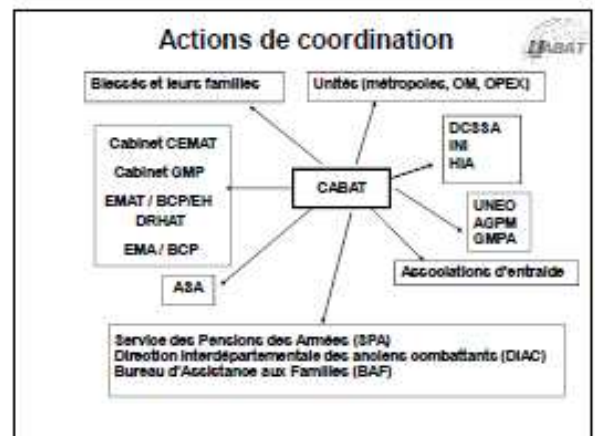 Actions de coordination
CABAT
Blessés et leurs familles
Unités (métropoles, OM, OPEX)
Cabinet CEMAT
Cabinet GMP
EMAT / BCP/EH
DRHAT
EMA / BCP
CABAT
DCSSA
INI
HIA
UNEO
AGPM
GMPA
Associations d'entraide
ASA
Service des Pensions des Armées (SPA)
Direction Interdépartementale des anciens combattants (DIAC)
Bureau d'Assistance aux Familles (BAF)